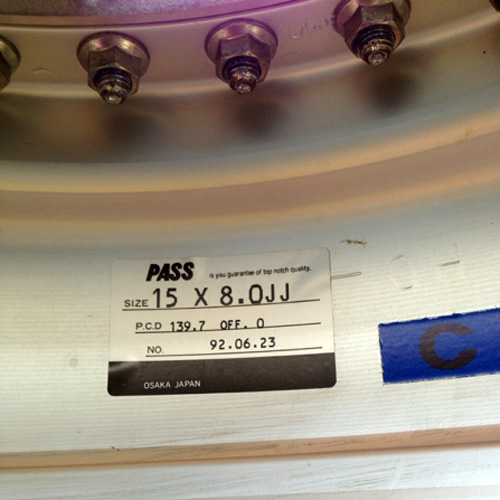 PASS is you guarantee of top notch quality.
SIZE 15 X 8.0JJ
P.C.D 139.7 OFF. 0
NO. 92.06.23
OSAKA JAPAN
C